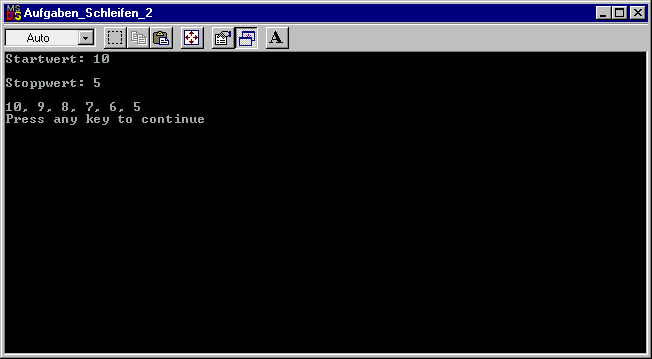 Aufgaben_Schleifen_2
Auto
A
Startwert: 10
Stoppwert: 5
10, 9, 8, 7, 6, 5
Press any key to continue